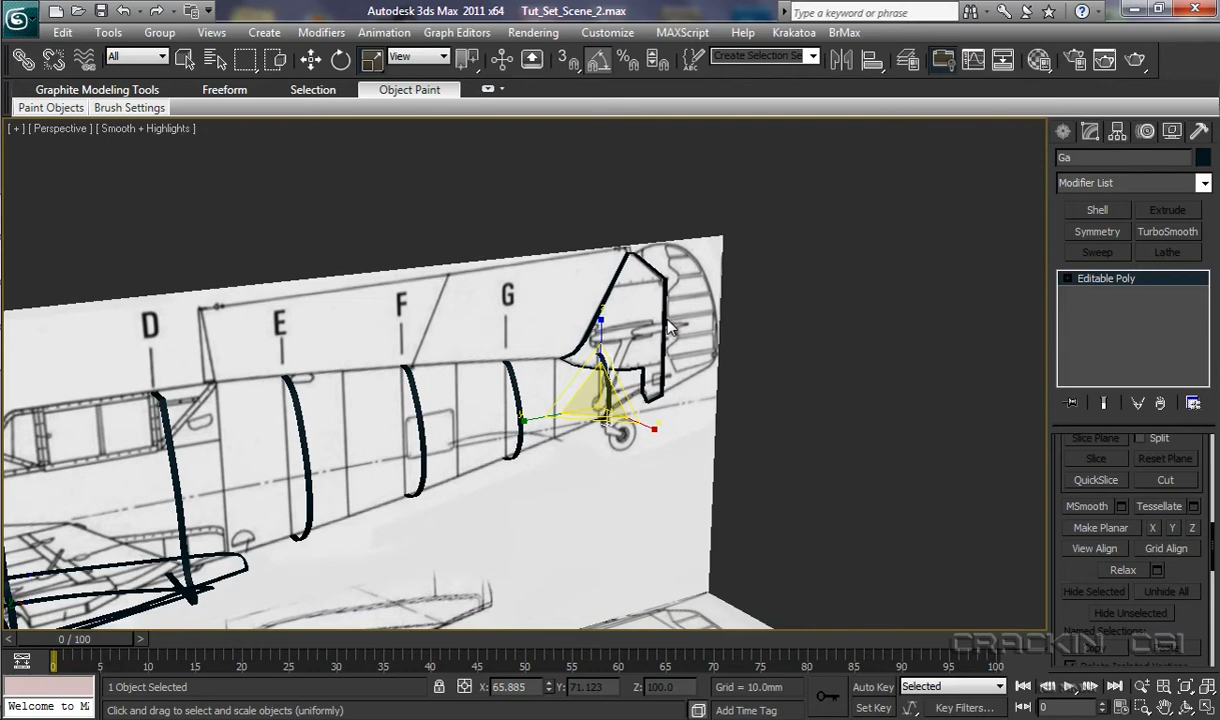 Autodesk 3ds Max 2011 x64 Tut_Set_Scene_2.max
Type a keyword or phrase
Edit Tools Group Views Create Modifiers Animation Graph Editors Rendering Customize MAXScript Help Krakatoa BrMax
All View Create Selection Se
Graphite Modeling Tools Freeform Selection Object Paint
Paint Objects Brush Settings
[ + ] [ Perspective ] [ Smooth + Highlights ]
D E F G
Ga
Modifier List
Shell Extrude
Symmetry TurboSmooth
Sweep Lathe
Editable Poly
Slice Plane Split
Slice Reset Plane
QuickSlice Cut
MSmooth Tessellate
Make Planar X Y Z
View Align Grid Align
Relax
Hide Selected Unhide All
Hide Unselected
Named Selections:
Copy
CRACKIN CGI
< 0 / 100 >
0 5 10 15 20 25 30 35 40 45 50 55 60 65 70 75 80 85 90 95 100
1 Object Selected X: 65.885 Y: 71.123 Z: 100.0 Grid = 10.0mm Auto Key Selected
Welcome to MA Click and drag to select and scale objects (uniformly) Add Time Tag Set Key Key Filters... 0